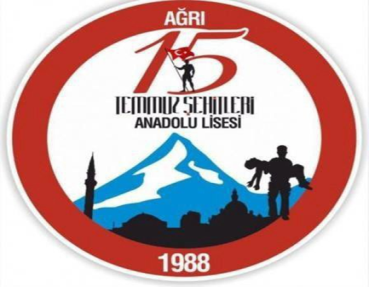 AĞRI
15
TEMMUZ ŞEHİTLERİ
ANADOLU LİSESİ
1988